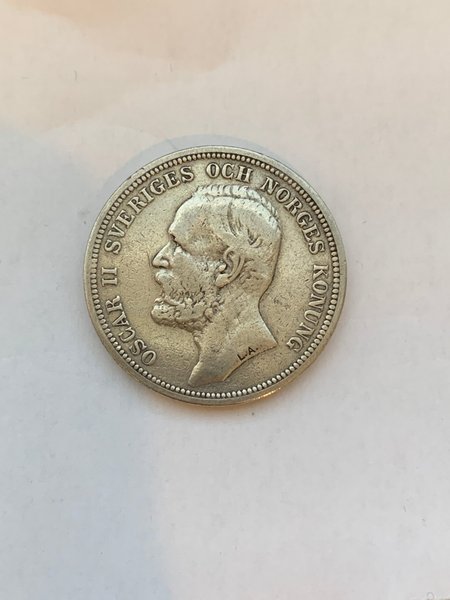 OSCAR II SVERIGES OCH NORGES KONUNG
L.A.